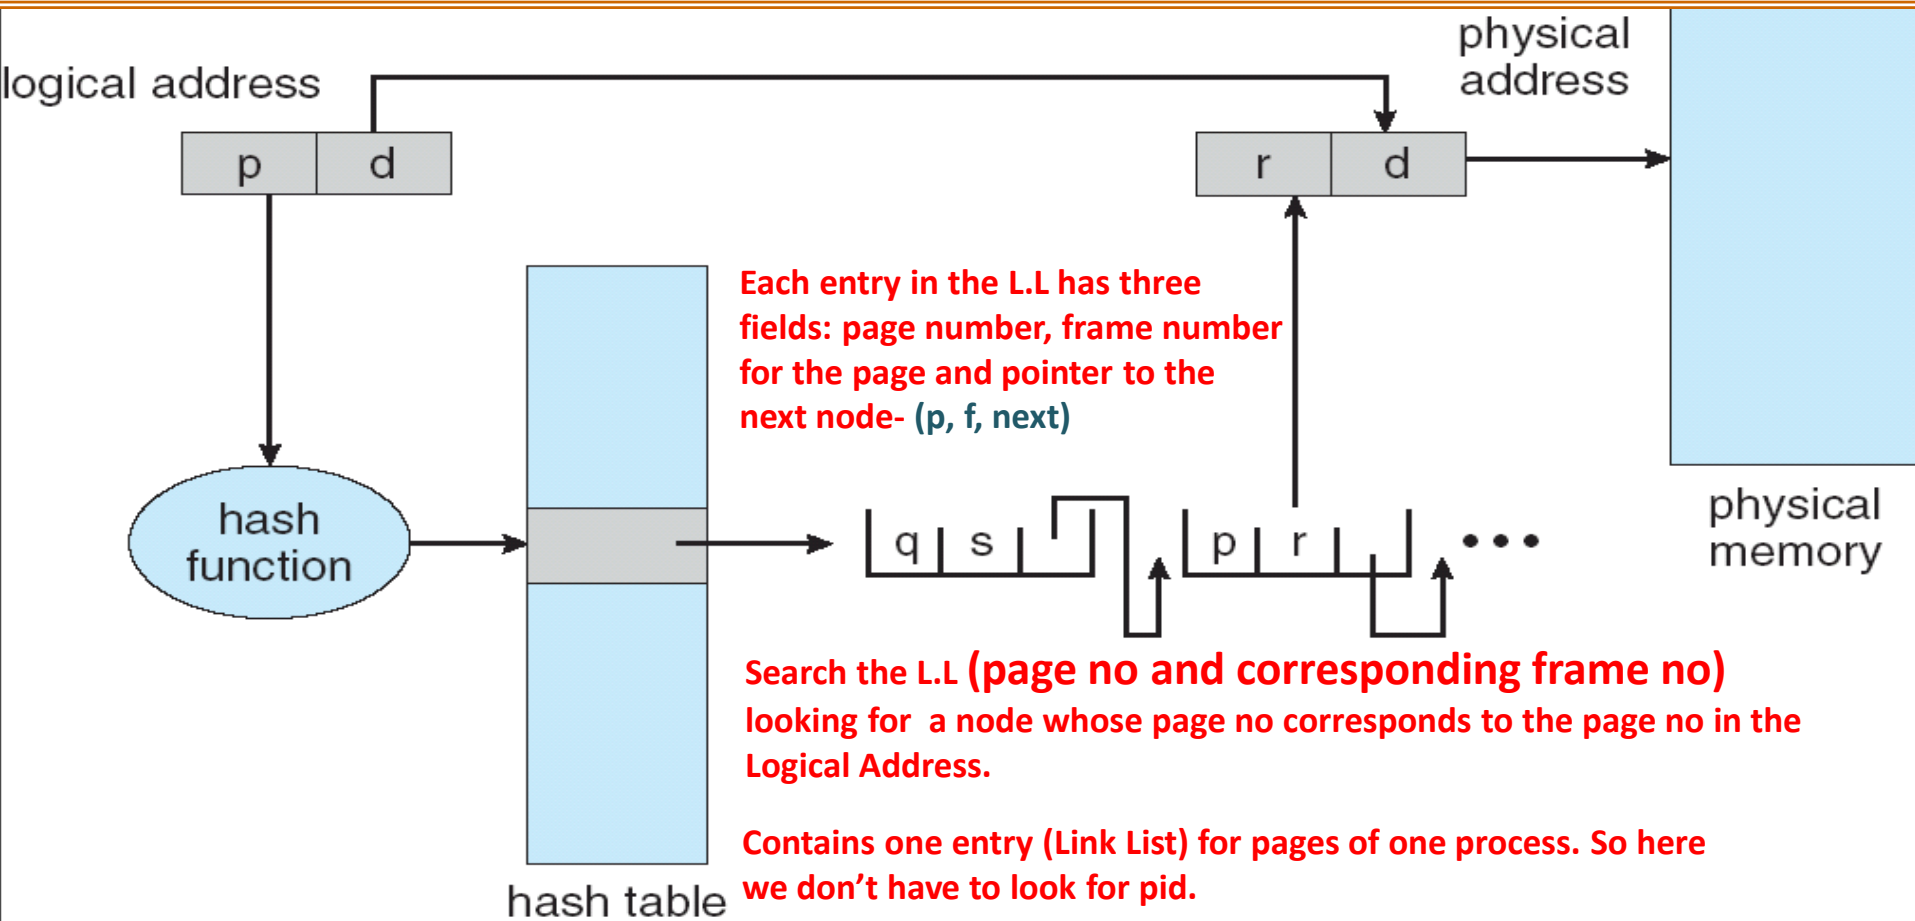 logical address
physical
address
p d
r d
Each entry in the L.L has three
fields: page number, frame number
for the page and pointer to the
next node- (p, f, next)
hash
function
q s
p r
•••
physical
memory
Search the L.L (page no and corresponding frame no)
looking for a node whose page no corresponds to the page no in the
Logical Address.
Contains one entry (Link List) for pages of one process. So here
we don’t have to look for pid.
hash table